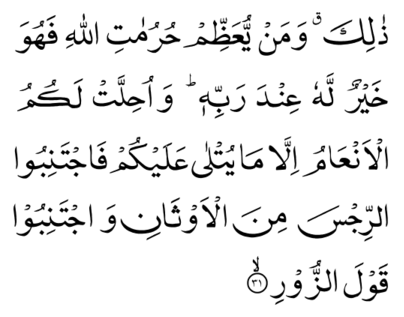 ذٰلِكَ ۗ وَمَنْ يُّعَظِّمْ حُرُمٰتِ اللّٰهِ فَهُوَ
خَيْرٌ لَّهٗ عِنْدَ رَبِّهٖ ۗ وَاُحِلَّتْ لَكُمُ
الْاَنْعَامُ اِلَّا مَا يُتْلٰى عَلَيْكُمْ فَاجْتَنِبُوا
الرِّجْسَ مِنَ الْاَوْثَانِ وَاجْتَنِبُوْا
قَوْلَ الزُّوْرِ ۙ ٣١